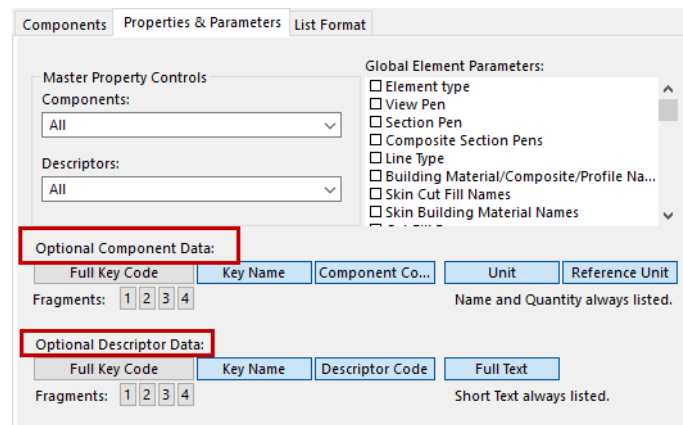 Components Properties & Parameters List Format
Master Property Controls
Components:
All
Descriptors:
All
Global Element Parameters:
Element type
View Pen
Section Pen
Composite Section Pens
Line Type
Building Material/Composite/Profile Na...
Skin Cut Fill Names
Skin Building Material Names
Optional Component Data:
Full Key Code Key Name Component Co... Unit Reference Unit
Fragments: 1 2 3 4 Name and Quantity always listed.
Optional Descriptor Data:
Full Key Code Key Name Descriptor Code Full Text
Fragments: 1 2 3 4 Short Text always listed.